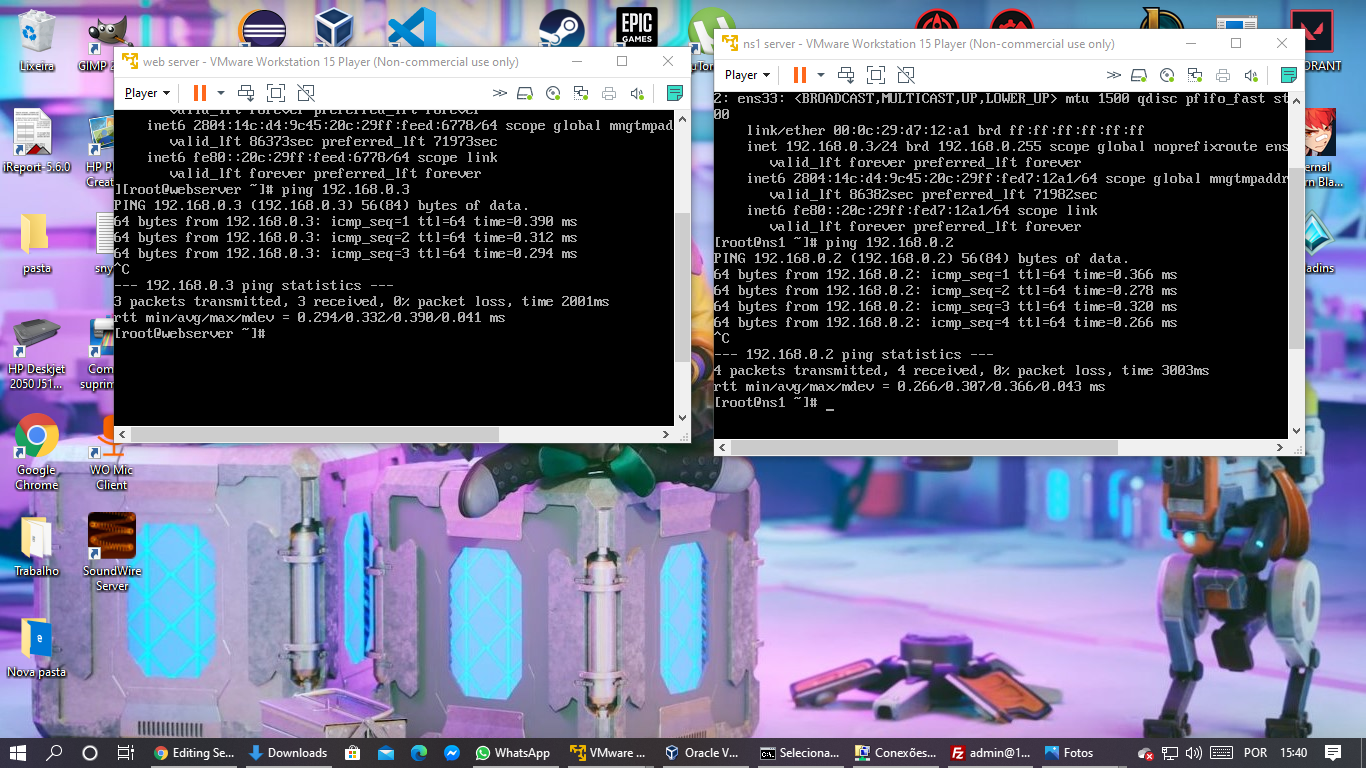 Lixeira
GIMP
EPIC
GAMES
web server - VMware Workstation 15 Player (Non-commercial use only)
Player
inet6 2804:14c:d4:9c45:20c:29ff:feed:6778/64 scope global mngtmpad
valid_lft 86373sec preferred_lft 71973sec
inet6 fe80::20c:29ff:feed:6778/64 scope link
valid_lft forever preferred_lft forever
[root@webserver ~]# ping 192.168.0.3
PING 192.168.0.3 (192.168.0.3) 56(84) bytes of data.
64 bytes from 192.168.0.3: icmp_seq=1 ttl=64 time=0.390 ms
64 bytes from 192.168.0.3: icmp_seq=2 ttl=64 time=0.312 ms
64 bytes from 192.168.0.3: icmp_seq=3 ttl=64 time=0.294 ms
^C
--- 192.168.0.3 ping statistics ---
3 packets transmitted, 3 received, 0% packet loss, time 2001ms
rtt min/avg/max/mdev = 0.294/0.332/0.390/0.041 ms
[root@webserver ~]#
ns1 server - VMware Workstation 15 Player (Non-commercial use only)
Player
2: ens33: <BROADCAST,MULTICAST,UP,LOWER_UP> mtu 1500 qdisc pfifo_fast st
00
link/ether 00:0c:29:d7:12:a1 brd ff:ff:ff:ff:ff:ff
inet 192.168.0.3/24 brd 192.168.0.255 scope global noprefixroute ens
valid_lft forever preferred_lft forever
inet6 2804:14c:d4:9c45:20c:29ff:fed7:12a1/64 scope global mngtmpaddr
valid_lft 86382sec preferred_lft 71982sec
inet6 fe80::20c:29ff:fed7:12a1/64 scope link
valid_lft forever preferred_lft forever
[root@ns1 ~]# ping 192.168.0.2
PING 192.168.0.2 (192.168.0.2) 56(84) bytes of data.
64 bytes from 192.168.0.2: icmp_seq=1 ttl=64 time=0.366 ms
64 bytes from 192.168.0.2: icmp_seq=2 ttl=64 time=0.278 ms
64 bytes from 192.168.0.2: icmp_seq=3 ttl=64 time=0.320 ms
64 bytes from 192.168.0.2: icmp_seq=4 ttl=64 time=0.266 ms
^C
--- 192.168.0.2 ping statistics ---
4 packets transmitted, 4 received, 0% packet loss, time 3003ms
rtt min/avg/max/mdev = 0.266/0.307/0.366/0.043 ms
[root@ns1 ~]# _
iReport-5.6.0
HP P
Creat
pasta
sny
HP Deskjet
2050 J51...
Com
suprim
Google
Chrome
WO Mic
Client
Trabalho
SoundWire
Server
Nova pasta
ORANT
ernal
rn Bla...
adins
Editing Se...
Downloads
WhatsApp
VMware ...
Oracle V...
Seleciona...
Conexões...
admin@1...
Fotos
POR
15:40